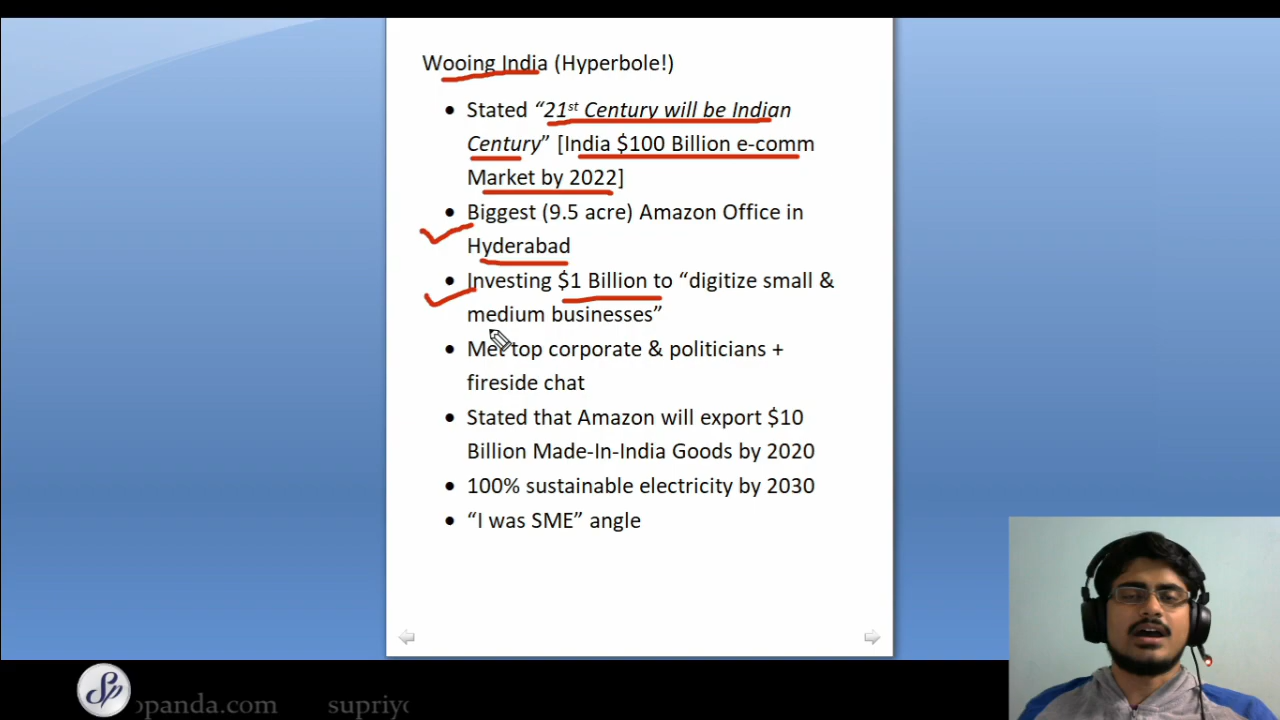 Wooing India (Hyperbole!)
• Stated “21st Century will be Indian
Century” [India $100 Billion e-comm
Market by 2022]
• Biggest (9.5 acre) Amazon Office in
Hyderabad
• Investing $1 Billion to “digitize small &
medium businesses”
• Met top corporate & politicians +
fireside chat
• Stated that Amazon will export $10
Billion Made-In-India Goods by 2020
• 100% sustainable electricity by 2030
• “I was SME” angle
opanda.com supriyo